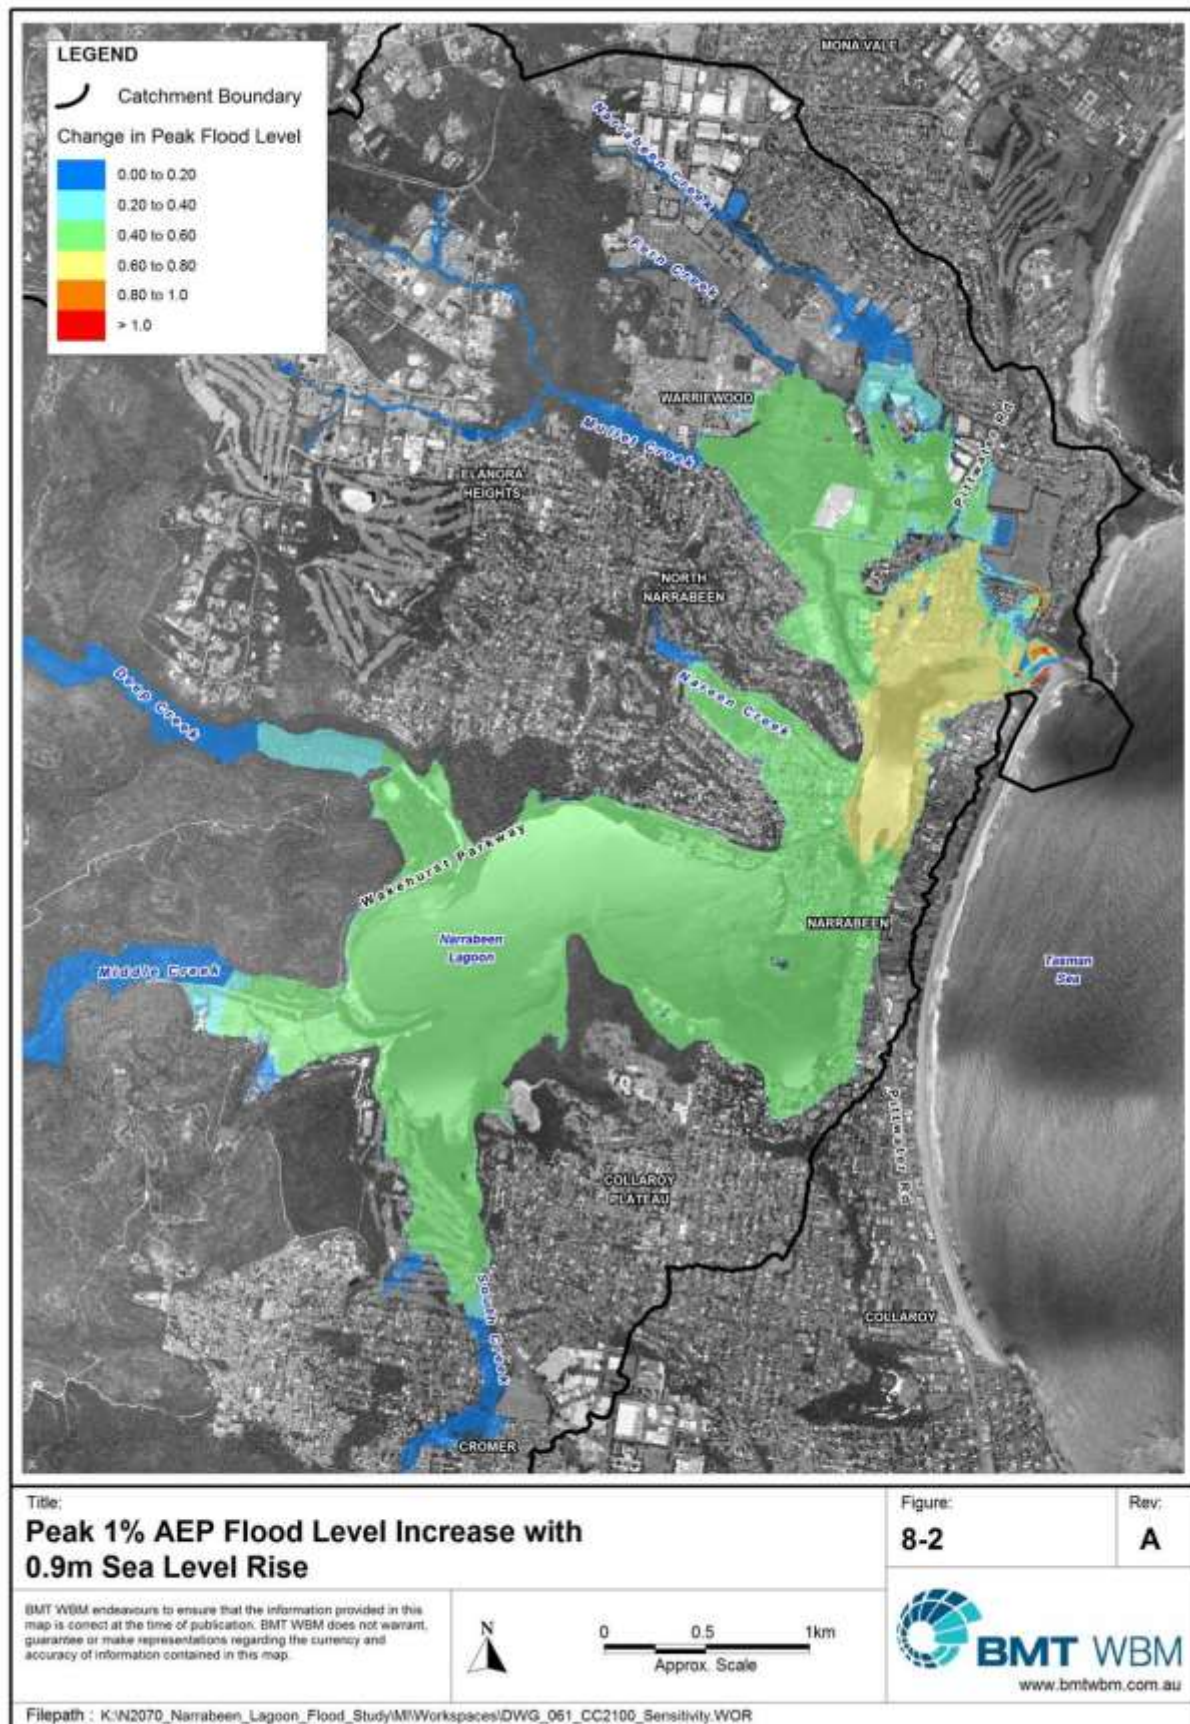 LEGEND
Catchment Boundary
Change in Peak Flood Level
0.00 to 0.20
0.20 to 0.40
0.40 to 0.60
0.60 to 0.80
0.80 to 1.0
> 1.0
MONA VALE
Narrabeen Creek
Fern Creek
WARRIEWOOD
Pittwater Rd
Mullet Creek
ELANORA
HEIGHTS
NORTH
NARRABEEN
Deep Creek
Nareen Creek
Wakehurst Parkway
NARRABEEN
Narrabeen
Lagoon
Middle Creek
Tasman
Sea
Pittwater Rd
COLLAROY
PLATEAU
South Creek
COLLAROY
CROMER
Title:
Peak 1% AEP Flood Level Increase with
0.9m Sea Level Rise
Figure:
8-2
Rev:
A
BMT WBM endeavours to ensure that the information provided in this
map is correct at the time of publication. BMT WBM does not warrant,
guarantee or make representations regarding the currency and
accuracy of information contained in this map.
N
0 0.5 1km
Approx. Scale
BMT WBM
www.bmtwbm.com.au
Filepath : K:\N2070_Narrabeen_Lagoon_Flood_Study\MI\Workspaces\DWG_061_CC2100_Sensitivity.WOR